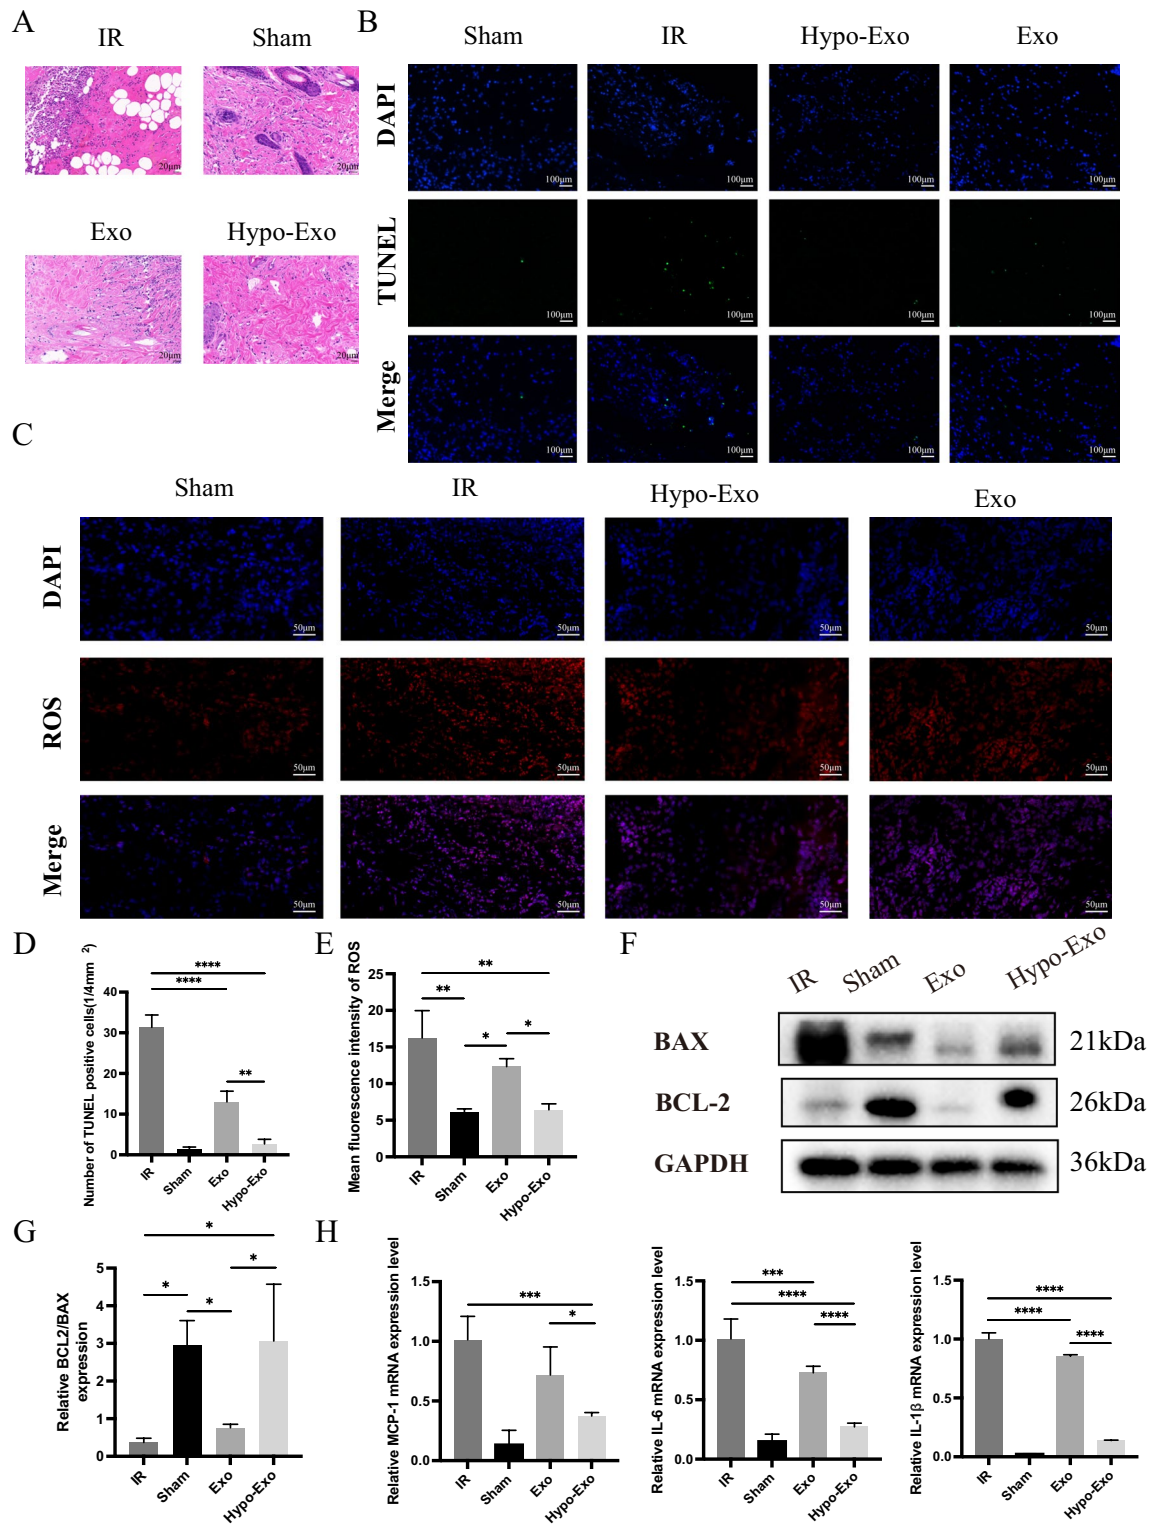 A
IR
Sham
20μm
20μm
Exo
Hypo-Exo
20μm
20μm
B
Sham
IR
Hypo-Exo
Exo
DAPI
100μm
100μm
100μm
100μm
TUNEL
100μm
100μm
100μm
100μm
Merge
100μm
100μm
100μm
100μm
C
Sham
IR
Hypo-Exo
Exo
DAPI
50μm
50μm
50μm
50μm
ROS
50μm
50μm
50μm
50μm
Merge
50μm
50μm
50μm
50μm
D
Number of TUNEL positive cells(1/4mm ²)
40
30
20
10
0
****
****
**
IR
Sham
Exo
Hypo-Exo
E
Mean fluorescence intensity of ROS
25
20
15
10
5
0
**
**
*
*
IR
Sham
Exo
Hypo-Exo
F
IR
Sham
Exo
Hypo-Exo
BAX
21kDa
BCL-2
26kDa
GAPDH
36kDa
G
Relative BCL2/BAX
expression
5
4
3
2
1
0
*
*
*
*
IR
Sham
Exo
Hypo-Exo
H
Relative MCP-1 mRNA expression level
1.5
1.0
0.5
0.0
***
*
IR
Sham
Exo
Hypo-Exo
Relative IL-6 mRNA expression level
1.5
1.0
0.5
0.0
***
****
****
IR
Sham
Exo
Hypo-Exo
Relative IL-1β mRNA expression level
1.5
1.0
0.5
0.0
****
****
****
IR
Sham
Exo
Hypo-Exo